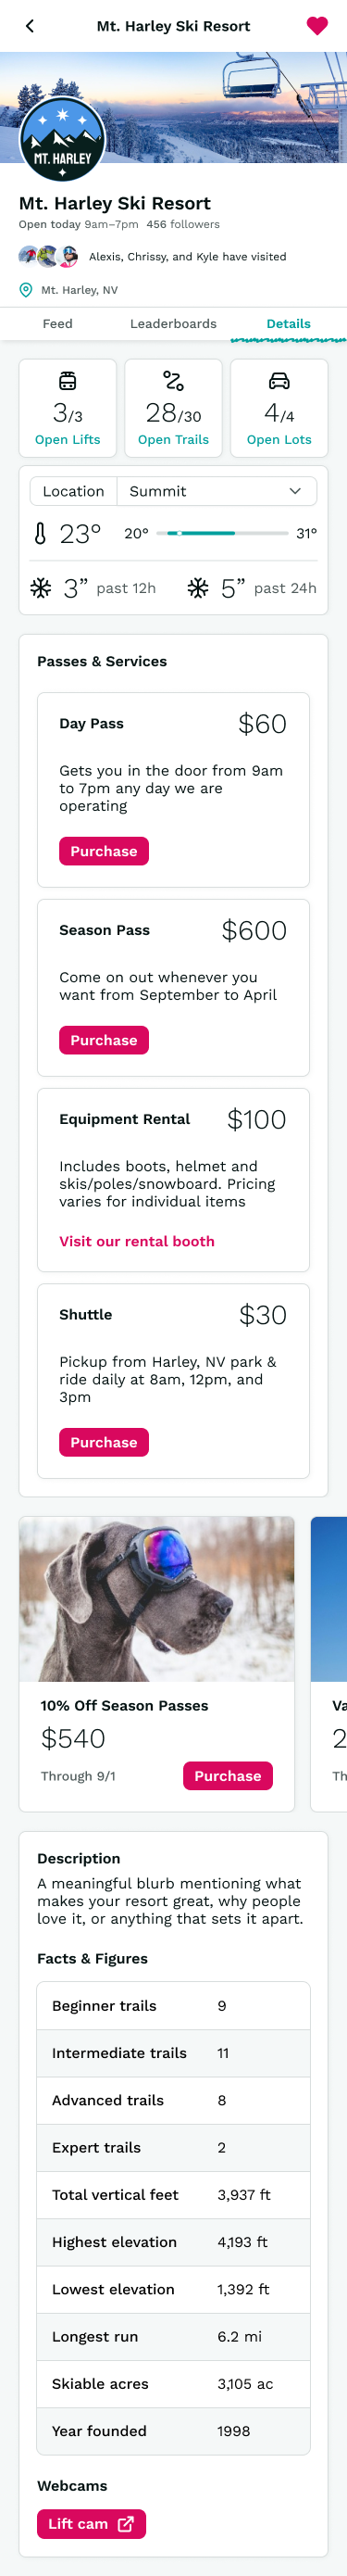 Mt. Harley Ski Resort
MT. HARLEY
Mt. Harley Ski Resort
Open today 9am–7pm 456 followers
Alexis, Chrissy, and Kyle have visited
Mt. Harley, NV
Feed Leaderboards Details
3/3 28/30 4/4
Open Lifts Open Trails Open Lots
Location Summit
23° 20° 31°
3” past 12h 5” past 24h
Passes & Services
Day Pass $60
Gets you in the door from 9am
to 7pm any day we are
operating
Purchase
Season Pass $600
Come on out whenever you
want from September to April
Purchase
Equipment Rental $100
Includes boots, helmet and
skis/poles/snowboard. Pricing
varies for individual items
Visit our rental booth
Shuttle $30
Pickup from Harley, NV park &
ride daily at 8am, 12pm, and
3pm
Purchase
10% Off Season Passes Va
$540 2
Through 9/1 Purchase Th
Description
A meaningful blurb mentioning what
makes your resort great, why people
love it, or anything that sets it apart.
Facts & Figures
Beginner trails 9
Intermediate trails 11
Advanced trails 8
Expert trails 2
Total vertical feet 3,937 ft
Highest elevation 4,193 ft
Lowest elevation 1,392 ft
Longest run 6.2 mi
Skiable acres 3,105 ac
Year founded 1998
Webcams
Lift cam